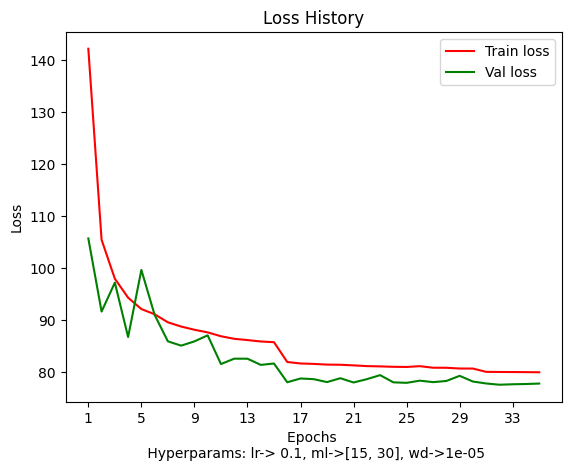 Loss History
Train loss
Val loss
Loss
140
130
120
110
100
90
80
1 5 9 13 17 21 25 29 33
Epochs
Hyperparams: lr-> 0.1, ml->[15, 30], wd->1e-05